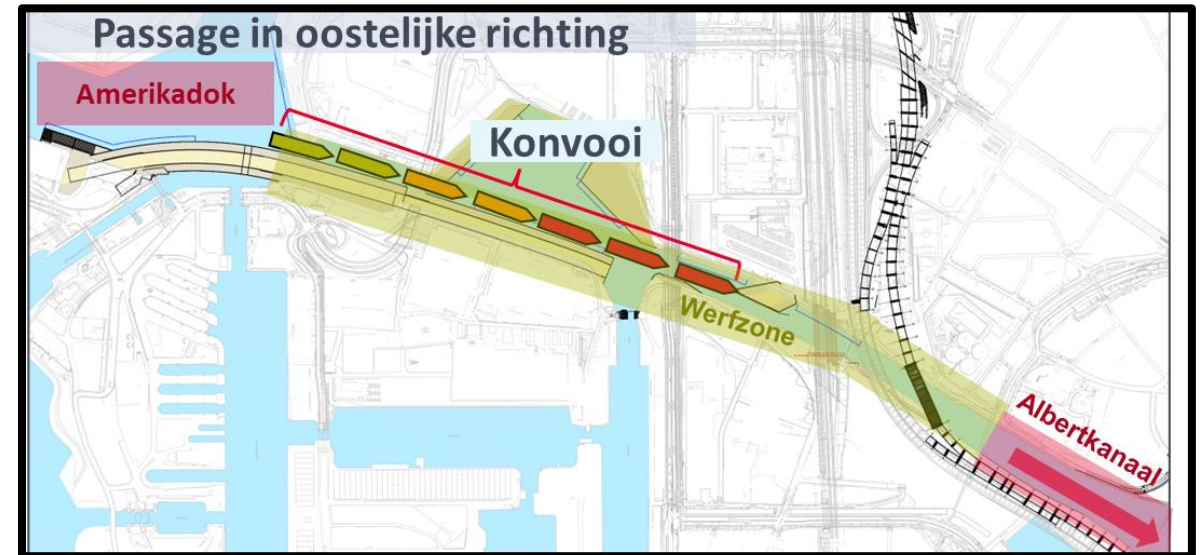 Passage in oostelijke richting
Amerikadok
Konvooi
Werfzone
Albertkanaal